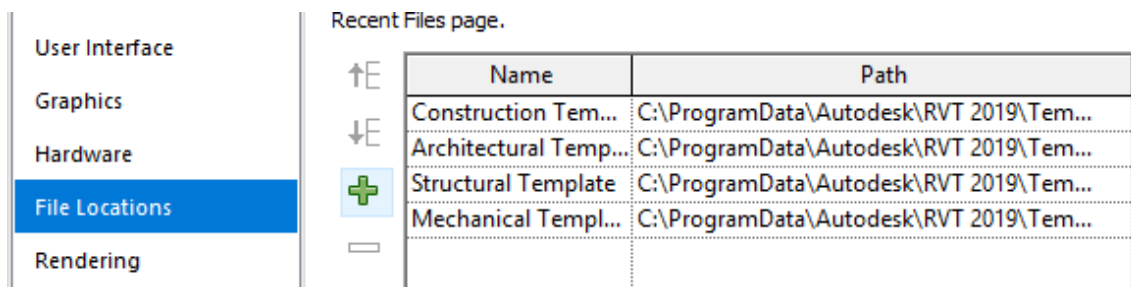 Recent Files page.
User Interface
Graphics
Hardware
File Locations
Rendering
Name Path
Construction Tem... C:\ProgramData\Autodesk\RVT 2019\Tem...
Architectural Temp... C:\ProgramData\Autodesk\RVT 2019\Tem...
Structural Template C:\ProgramData\Autodesk\RVT 2019\Tem...
Mechanical Templ... C:\ProgramData\Autodesk\RVT 2019\Tem...